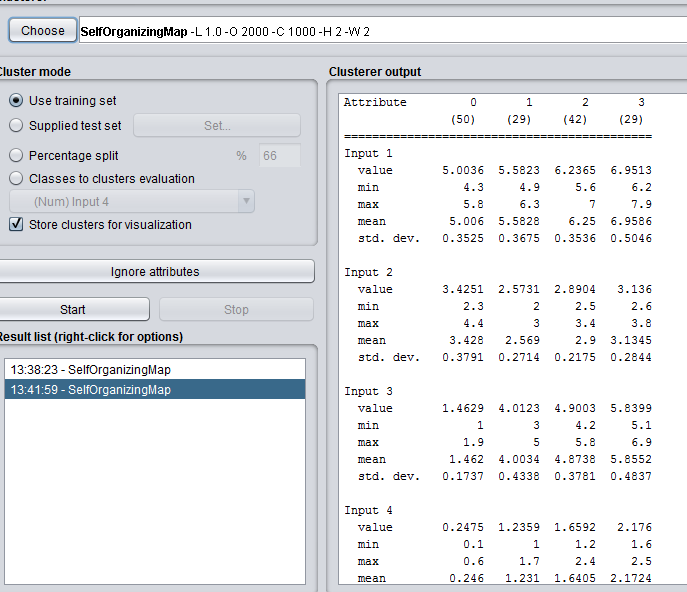 Choose SelfOrganizingMap -L 1.0 -O 2000 -C 1000 -H 2 -W 2
Cluster mode
Use training set
Supplied test set Set...
Percentage split % 66
Classes to clusters evaluation
(Num) Input 4
Store clusters for visualization
Ignore attributes
Start Stop
Result list (right-click for options)
13:38:23 - SelfOrganizingMap
13:41:59 - SelfOrganizingMap
Clusterer output
Attribute 0 1 2 3
(50) (29) (42) (29)
============================================
Input 1
value 5.0036 5.5823 6.2365 6.9513
min 4.3 4.9 5.6 6.2
max 5.8 6.3 7 7.9
mean 5.006 5.5828 6.25 6.9586
std. dev. 0.3525 0.3675 0.3536 0.5046
Input 2
value 3.4251 2.5731 2.8904 3.136
min 2.3 2 2.5 2.6
max 4.4 3 3.4 3.8
mean 3.428 2.569 2.9 3.1345
std. dev. 0.3791 0.2714 0.2175 0.2844
Input 3
value 1.4629 4.0123 4.9003 5.8399
min 1 3 4.2 5.1
max 1.9 5 5.8 6.9
mean 1.462 4.0034 4.8738 5.8552
std. dev. 0.1737 0.4338 0.3781 0.4837
Input 4
value 0.2475 1.2359 1.6592 2.176
min 0.1 1 1.2 1.6
max 0.6 1.7 2.4 2.5
mean 0.246 1.231 1.6405 2.1724